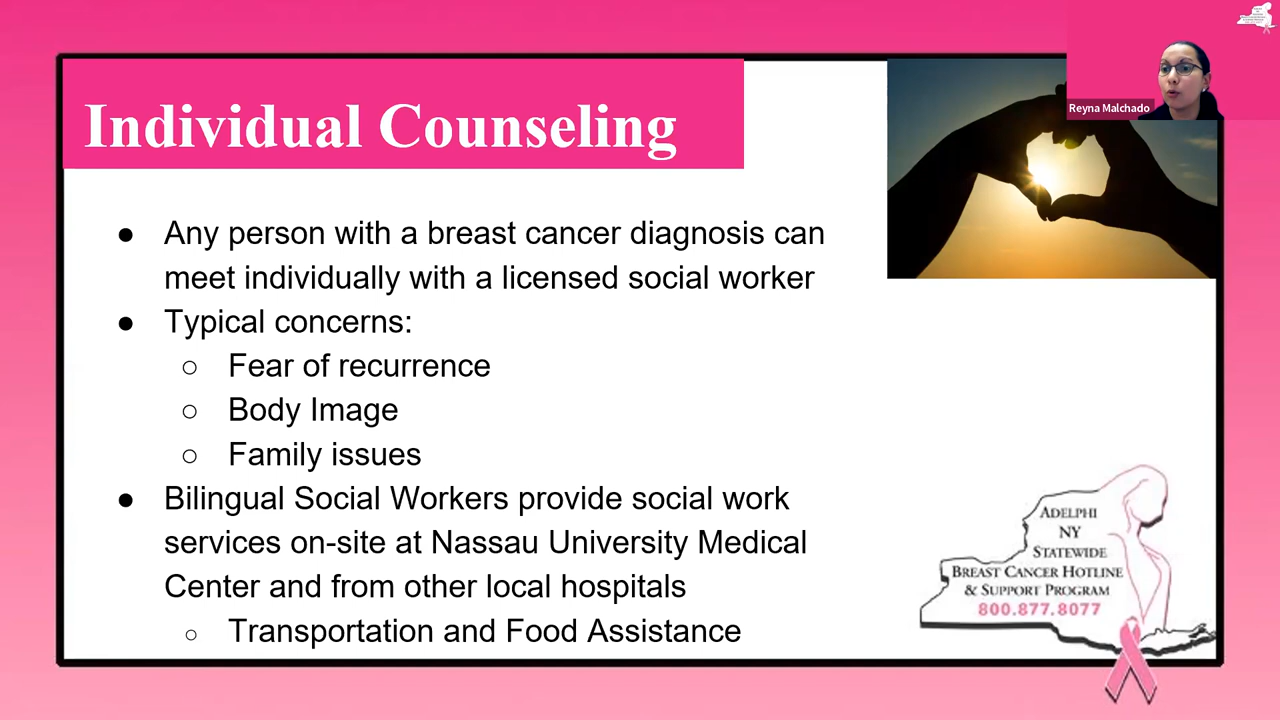 Individual Counseling
Reyna Malchado
● Any person with a breast cancer diagnosis can
meet individually with a licensed social worker
● Typical concerns:
○ Fear of recurrence
○ Body Image
○ Family issues
● Bilingual Social Workers provide social work
services on-site at Nassau University Medical
Center and from other local hospitals
○ Transportation and Food Assistance
ADELPHI
NY
STATEWIDE
BREAST CANCER HOTLINE
& SUPPORT PROGRAM
800.877.8077